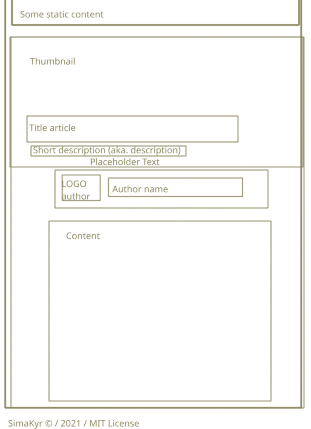 Some static content
Thumbnail
Title article
Short description (aka. description)
Placeholder Text
LOGO
author
Author name
Content
SimaKyr © / 2021 / MIT License